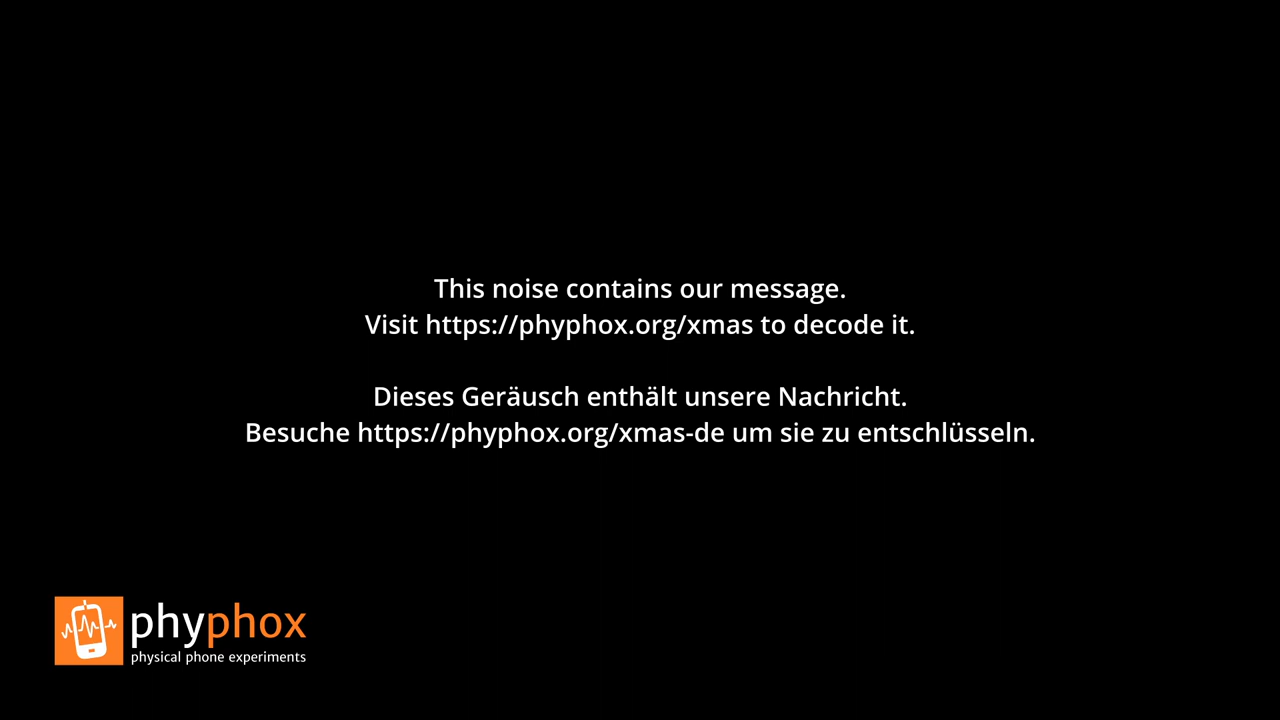 This noise contains our message.
Visit https://phyphox.org/xmas to decode it.
Dieses Geräusch enthält unsere Nachricht.
Besuche https://phyphox.org/xmas-de um sie zu entschlüsseln.
phyphox
physical phone experiments